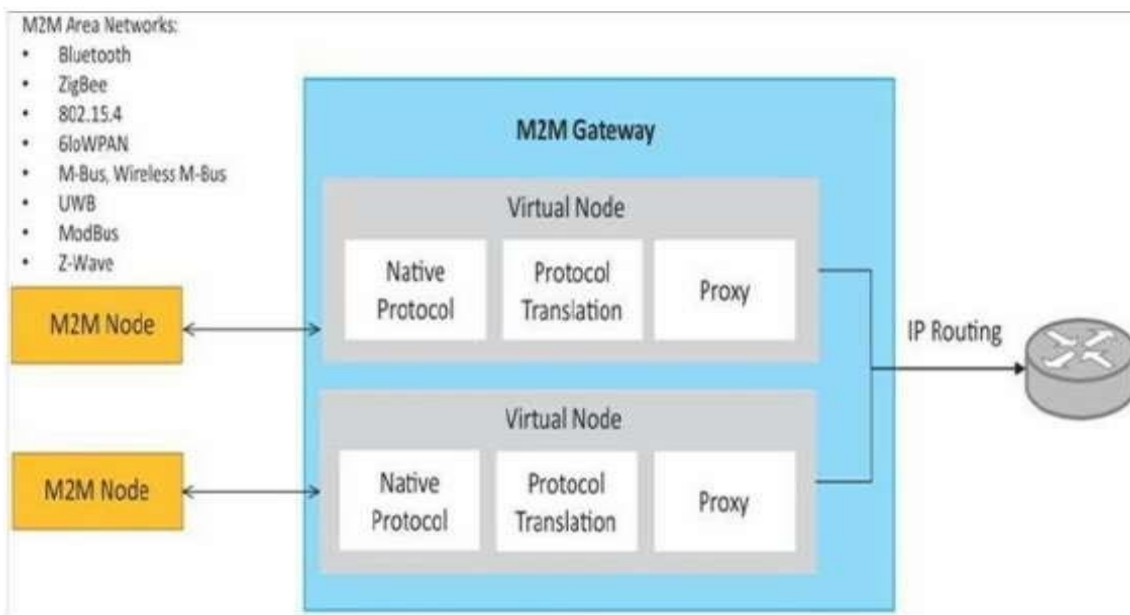 M2M Area Networks:
• Bluetooth
• ZigBee
• 802.15.4
• 6loWPAN
• M-Bus, Wireless M-Bus
• UWB
• ModBus
• Z-Wave
M2M Node
M2M Node
M2M Gateway
Virtual Node
Native
Protocol
Protocol
Translation
Proxy
Virtual Node
Native
Protocol
Protocol
Translation
Proxy
IP Routing